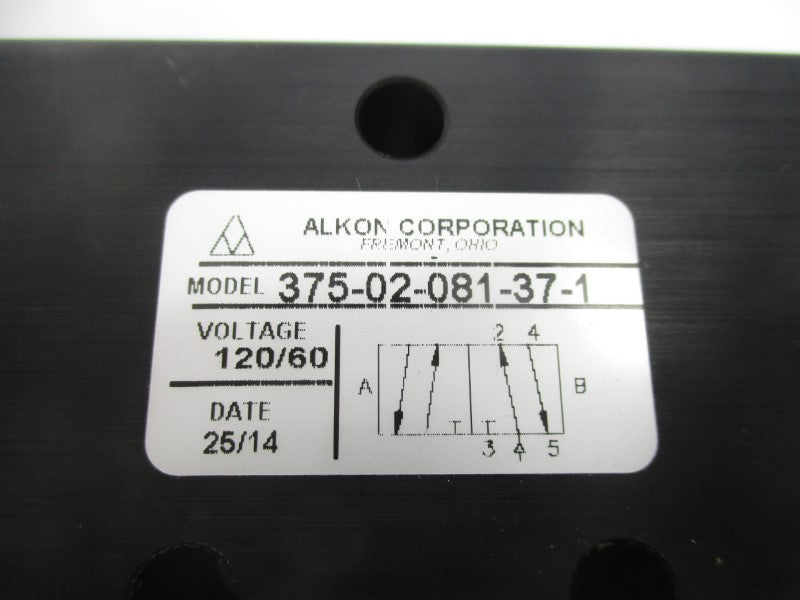 ALKON CORPORATION
FREMONT, OHIO
MODEL 375-02-081-37-1
VOLTAGE
120/60
DATE
25/14
2 4
A B
3 5